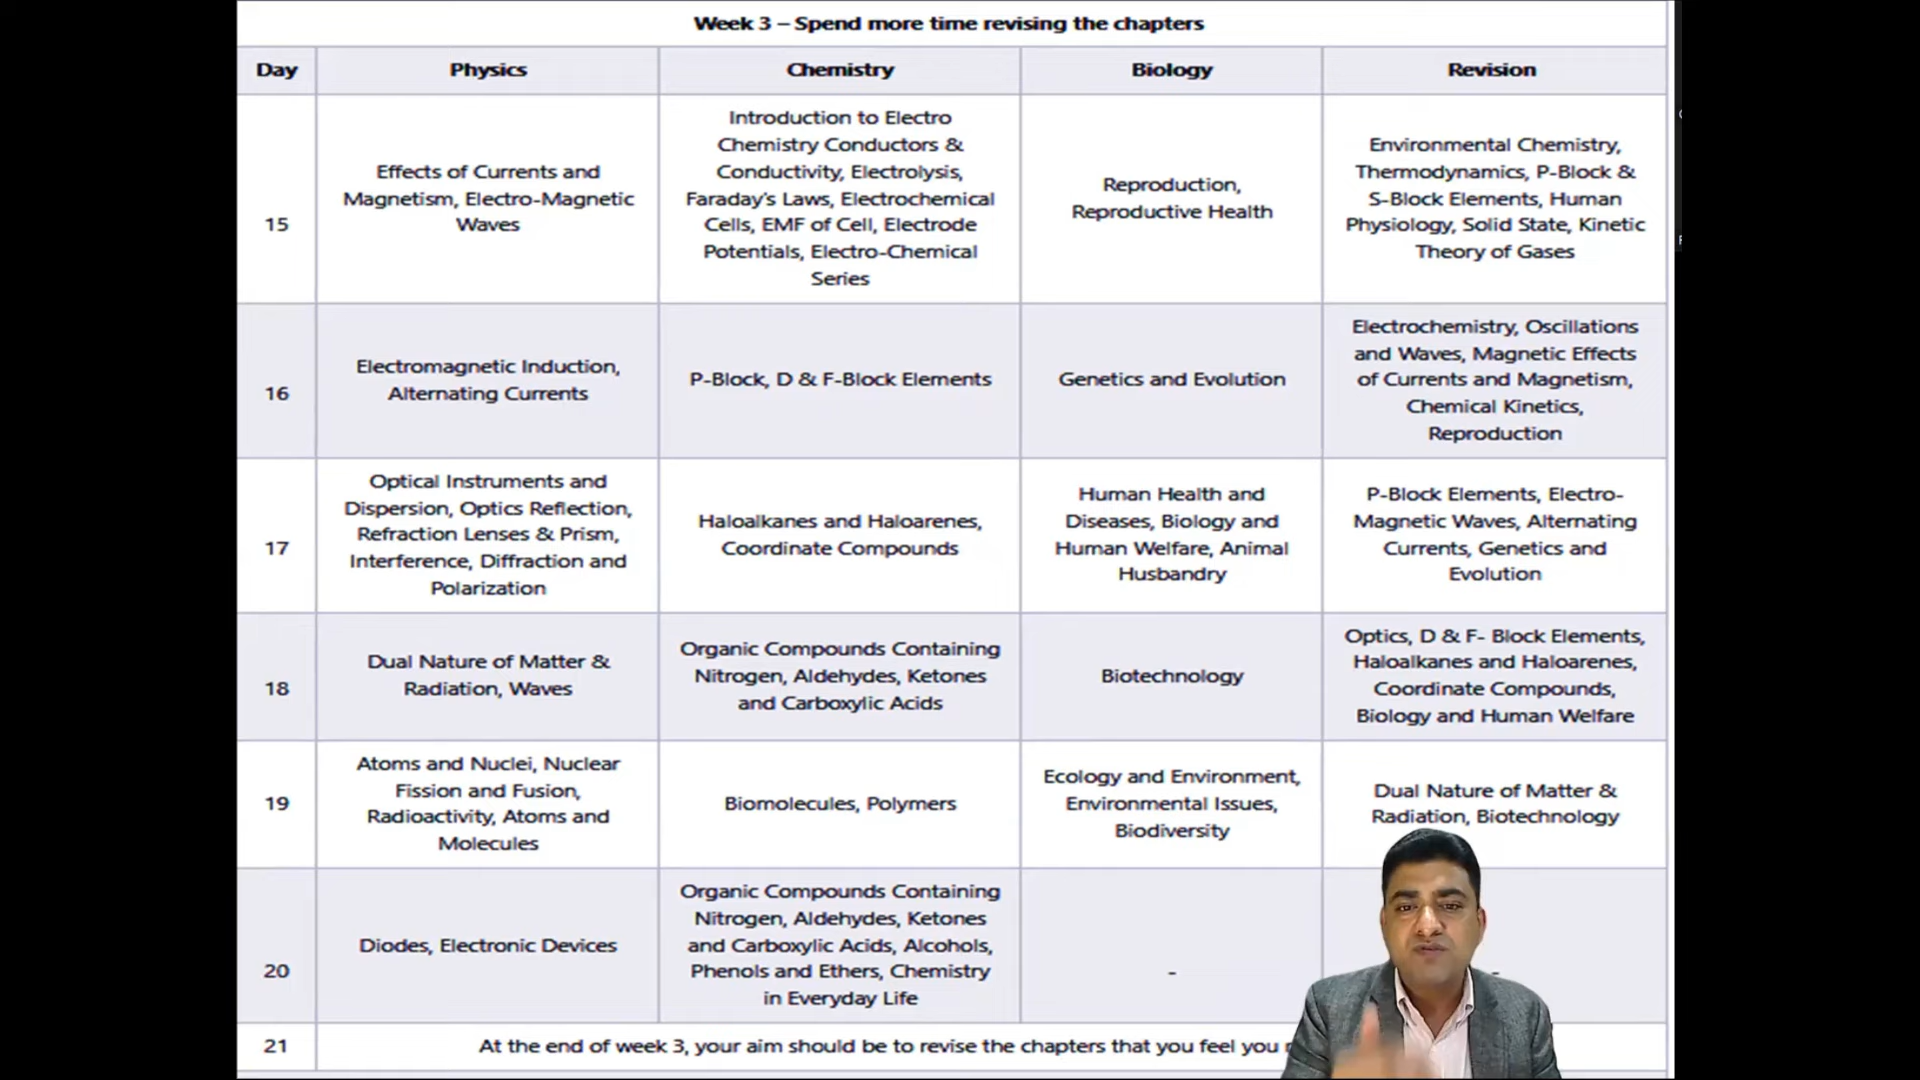 Week 3 – Spend more time revising the chapters
Day
Physics
Chemistry
Biology
Revision
15
Effects of Currents and
Magnetism, Electro-Magnetic
Waves
Introduction to Electro
Chemistry Conductors &
Conductivity, Electrolysis,
Faraday's Laws, Electrochemical
Cells, EMF of Cell, Electrode
Potentials, Electro-Chemical
Series
Reproduction,
Reproductive Health
Environmental Chemistry,
Thermodynamics, P-Block &
S-Block Elements, Human
Physiology, Solid State, Kinetic
Theory of Gases
16
Electromagnetic Induction,
Alternating Currents
P-Block, D & F-Block Elements
Genetics and Evolution
Electrochemistry, Oscillations
and Waves, Magnetic Effects
of Currents and Magnetism,
Chemical Kinetics,
Reproduction
17
Optical Instruments and
Dispersion, Optics Reflection,
Refraction Lenses & Prism,
Interference, Diffraction and
Polarization
Haloalkanes and Haloarenes,
Coordinate Compounds
Human Health and
Diseases, Biology and
Human Welfare, Animal
Husbandry
P-Block Elements, Electro-
Magnetic Waves, Alternating
Currents, Genetics and
Evolution
18
Dual Nature of Matter &
Radiation, Waves
Organic Compounds Containing
Nitrogen, Aldehydes, Ketones
and Carboxylic Acids
Biotechnology
Optics, D & F- Block Elements,
Haloalkanes and Haloarenes,
Coordinate Compounds,
Biology and Human Welfare
19
Atoms and Nuclei, Nuclear
Fission and Fusion,
Radioactivity, Atoms and
Molecules
Biomolecules, Polymers
Ecology and Environment,
Environmental Issues,
Biodiversity
Dual Nature of Matter &
Radiation, Biotechnology
20
Diodes, Electronic Devices
Organic Compounds Containing
Nitrogen, Aldehydes, Ketones
and Carboxylic Acids, Alcohols,
Phenols and Ethers, Chemistry
in Everyday Life
-
-
21
At the end of week 3, your aim should be to revise the chapters that you feel you